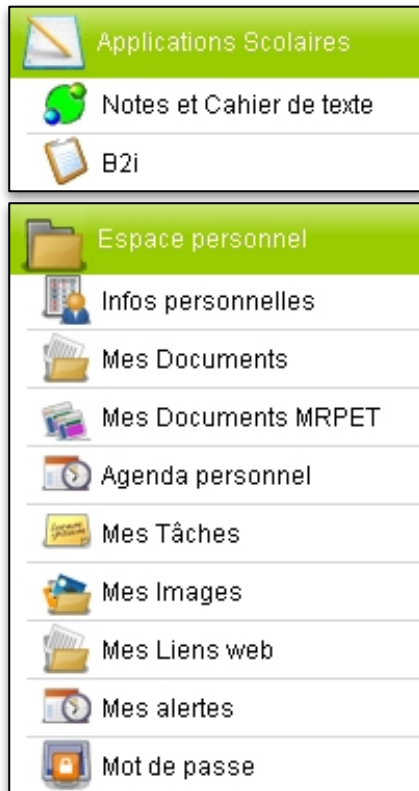 Applications Scolaires
Notes et Cahier de texte
B2i
Espace personnel
Infos personnelles
Mes Documents
Mes Documents MRPET
Agenda personnel
Mes Tâches
Mes Images
Mes Liens web
Mes alertes
Mot de passe